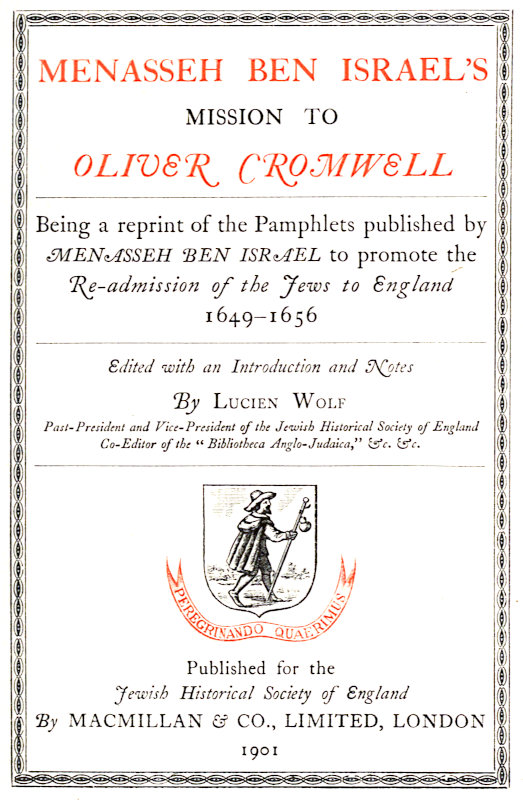 MENASSEH BEN ISRAEL'S
MISSION TO
OLIVER CROMWELL
Being a reprint of the Pamphlets published by
MENASSEH BEN ISRAEL to promote the
Re-admission of the Jews to England
1649–1656
Edited with an Introduction and Notes
By LUCIEN WOLF
Past-President and Vice-President of the Jewish Historical Society of England
Co-Editor of the "Bibliotheca Anglo-Judaica," &c. &c.
PEREGRINANDO QUAERIMUS
Published for the
Jewish Historical Society of England
By MACMILLAN & CO., LIMITED, LONDON
1901